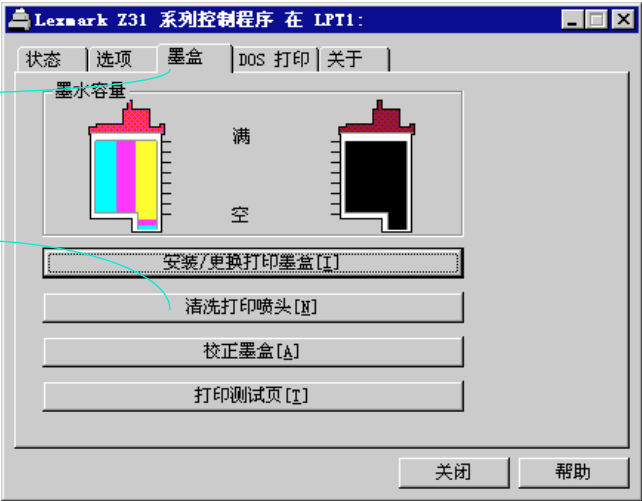 Lexmark Z31 系列控制程序 在 LPT1:
状态 选项 墨盒 DOS 打印 关于
墨水容量
满
空
安装/更换打印墨盒[I]
清洗打印喷头[N]
校正墨盒[A]
打印测试页[T]
关闭 帮助